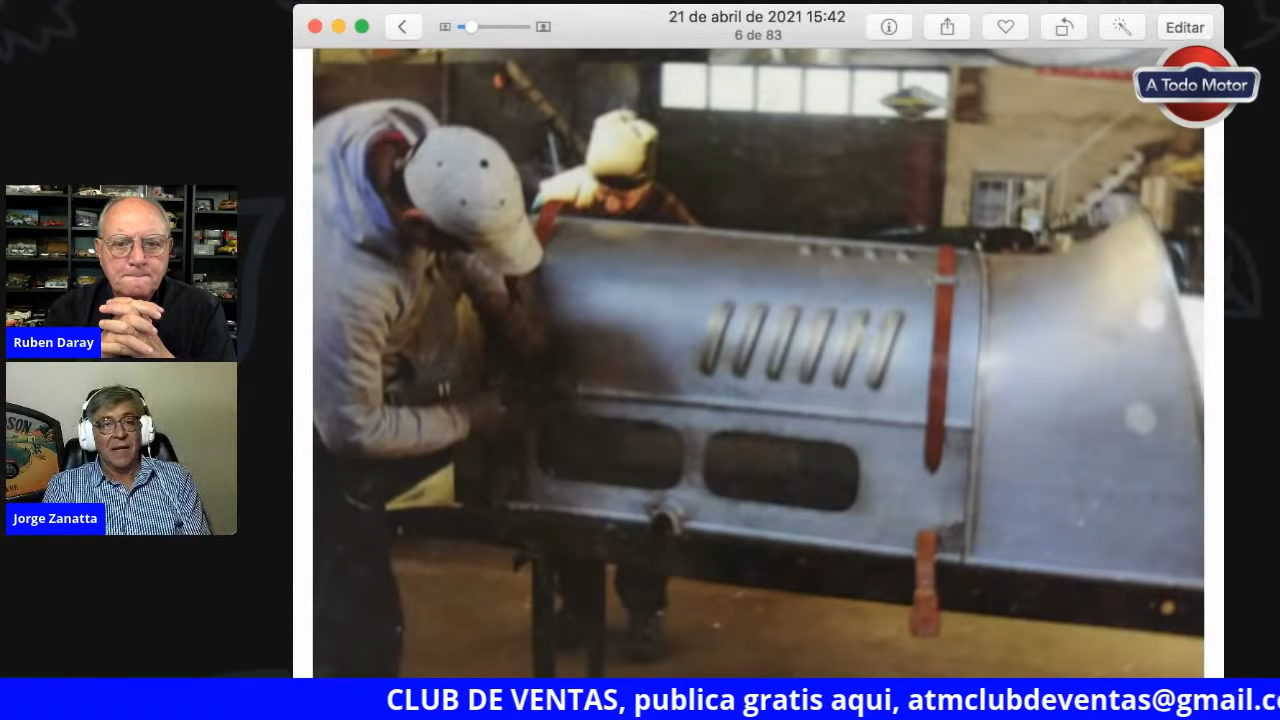 21 de abril de 2021 15:42
6 de 83
Editar
A Todo Motor
Ruben Daray
SON
Jorge Zanatta
CLUB DE VENTAS, publica gratis aqui, atmclubdeventas@gmail.c